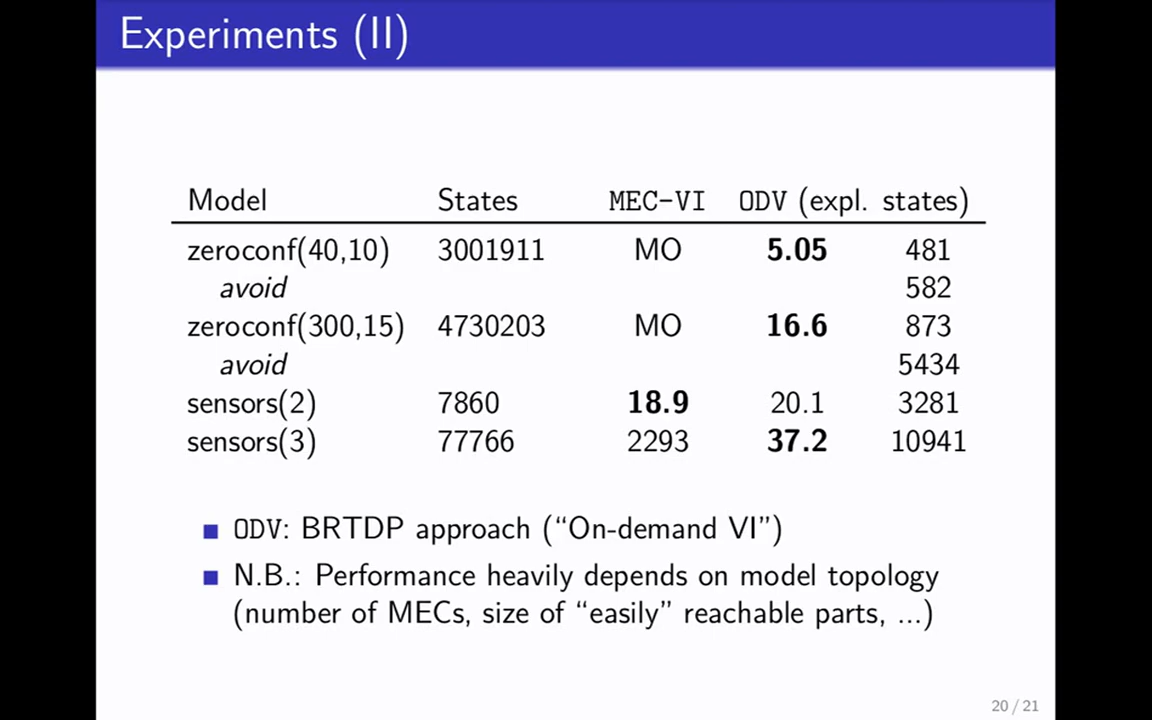 Experiments (II)
Model States MEC-VI ODV (expl. states)
zeroconf(40,10) 3001911 MO 5.05 481
avoid 582
zeroconf(300,15) 4730203 MO 16.6 873
avoid 5434
sensors(2) 7860 18.9 20.1 3281
sensors(3) 77766 2293 37.2 10941
ODV: BRTDP approach (“On-demand VI”)
N.B.: Performance heavily depends on model topology
(number of MECs, size of “easily” reachable parts, ...)
20 / 21